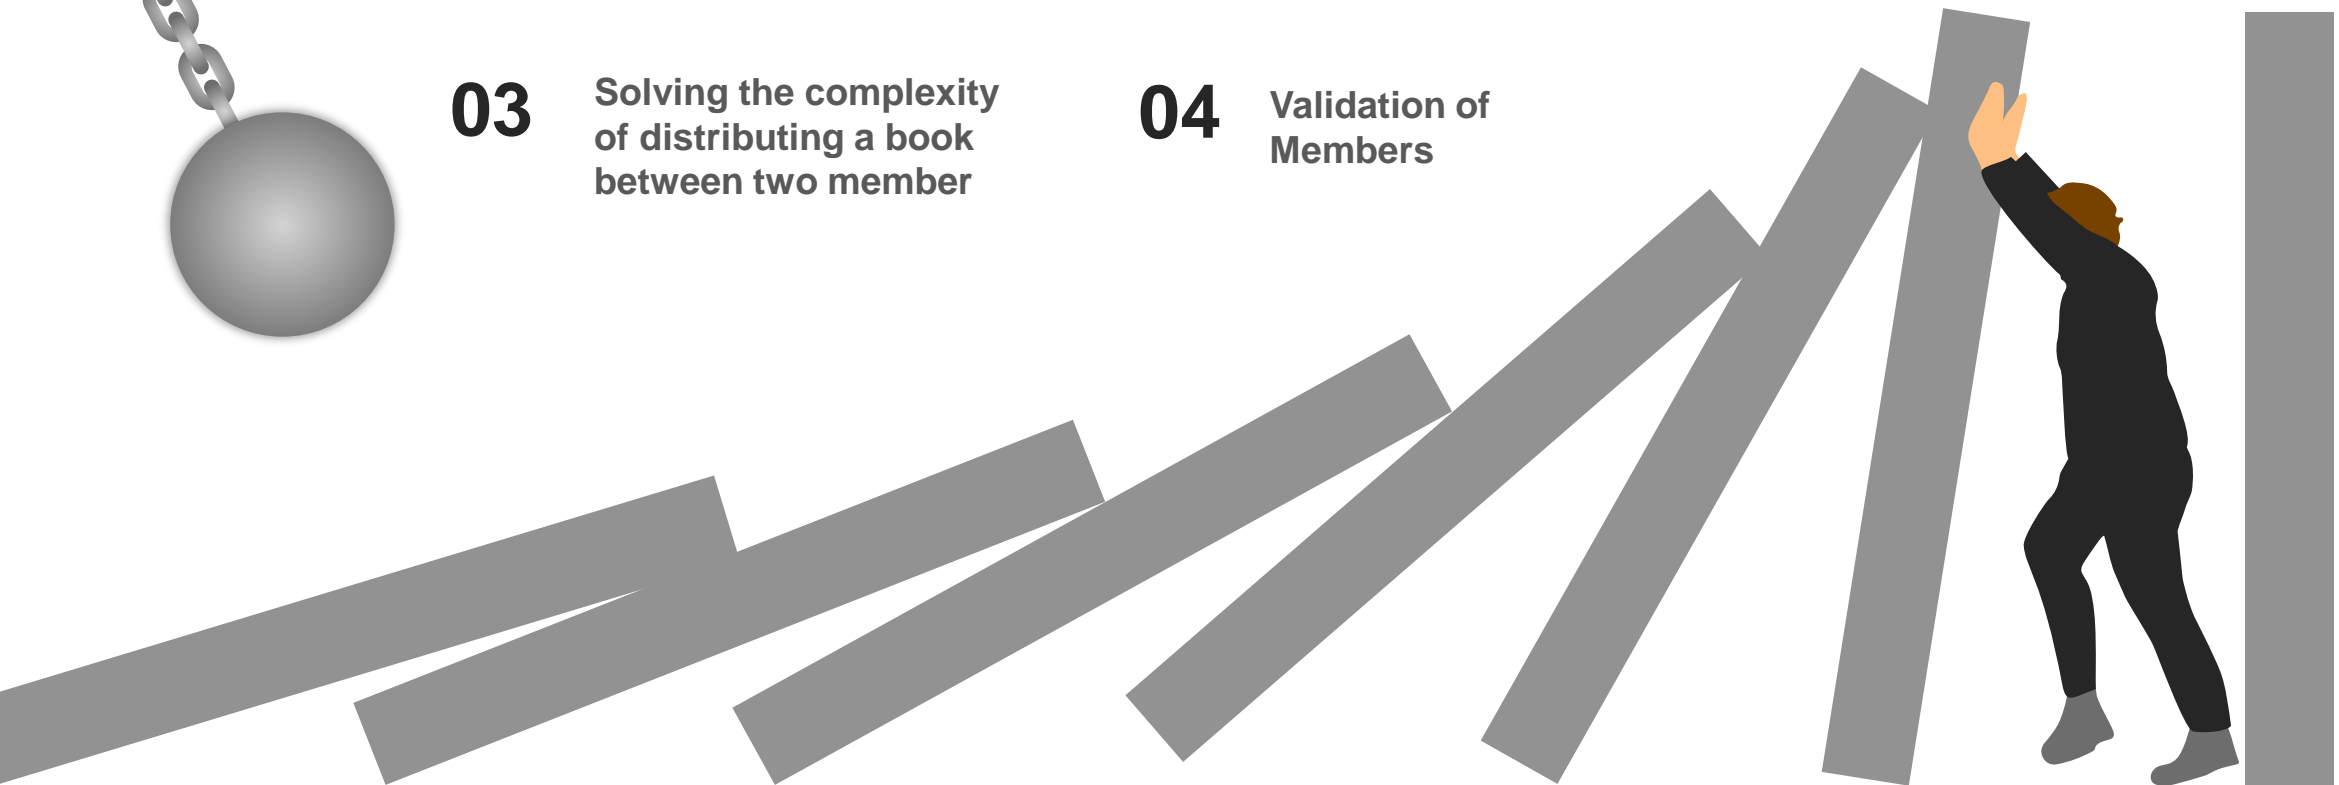 03
Solving the complexity
of distributing a book
between two member
04
Validation of
Members